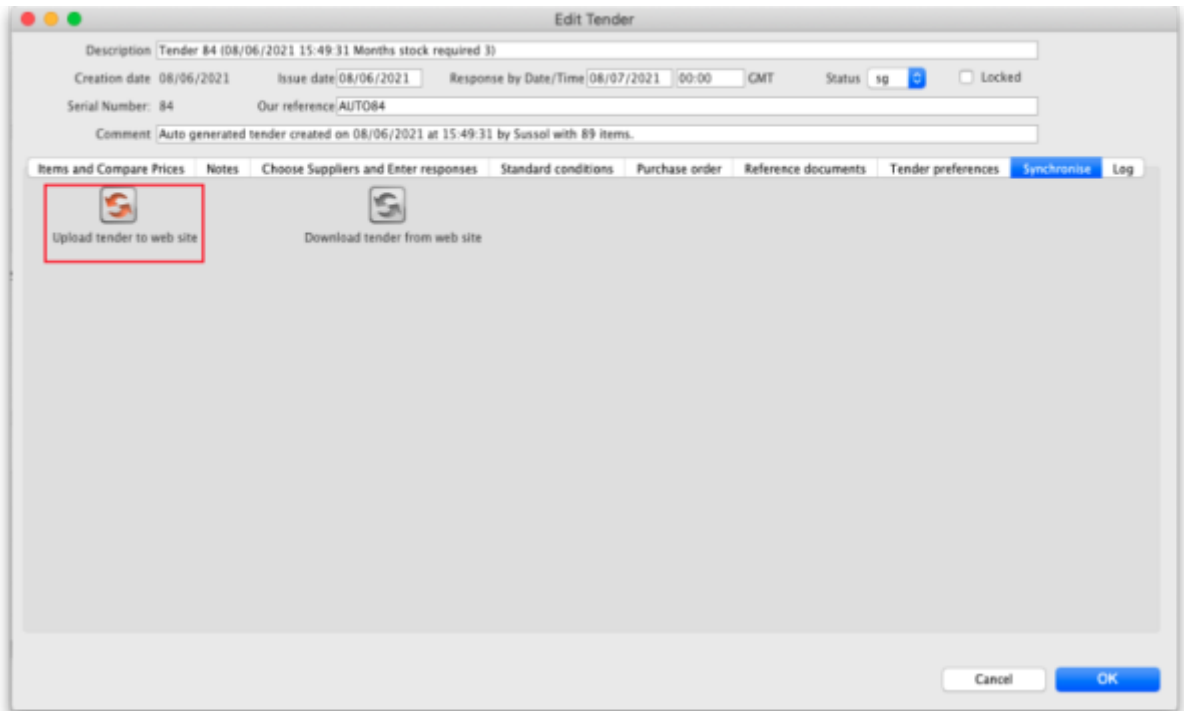 Edit Tender
Description Tender 84 (08/06/2021 15:49:31 Months stock required 3)
Creation date 08/06/2021 Issue date 08/06/2021 Response by Date/Time 08/07/2021 00:00 GMT Status sg Locked
Serial Number: 84 Our reference AUTO84
Comment Auto generated tender created on 08/06/2021 at 15:49:31 by Sussol with 89 items.
Items and Compare Prices Notes Choose Suppliers and Enter responses Standard conditions Purchase order Reference documents Tender preferences Synchronise Log
Upload tender to web site Download tender from web site
Cancel OK